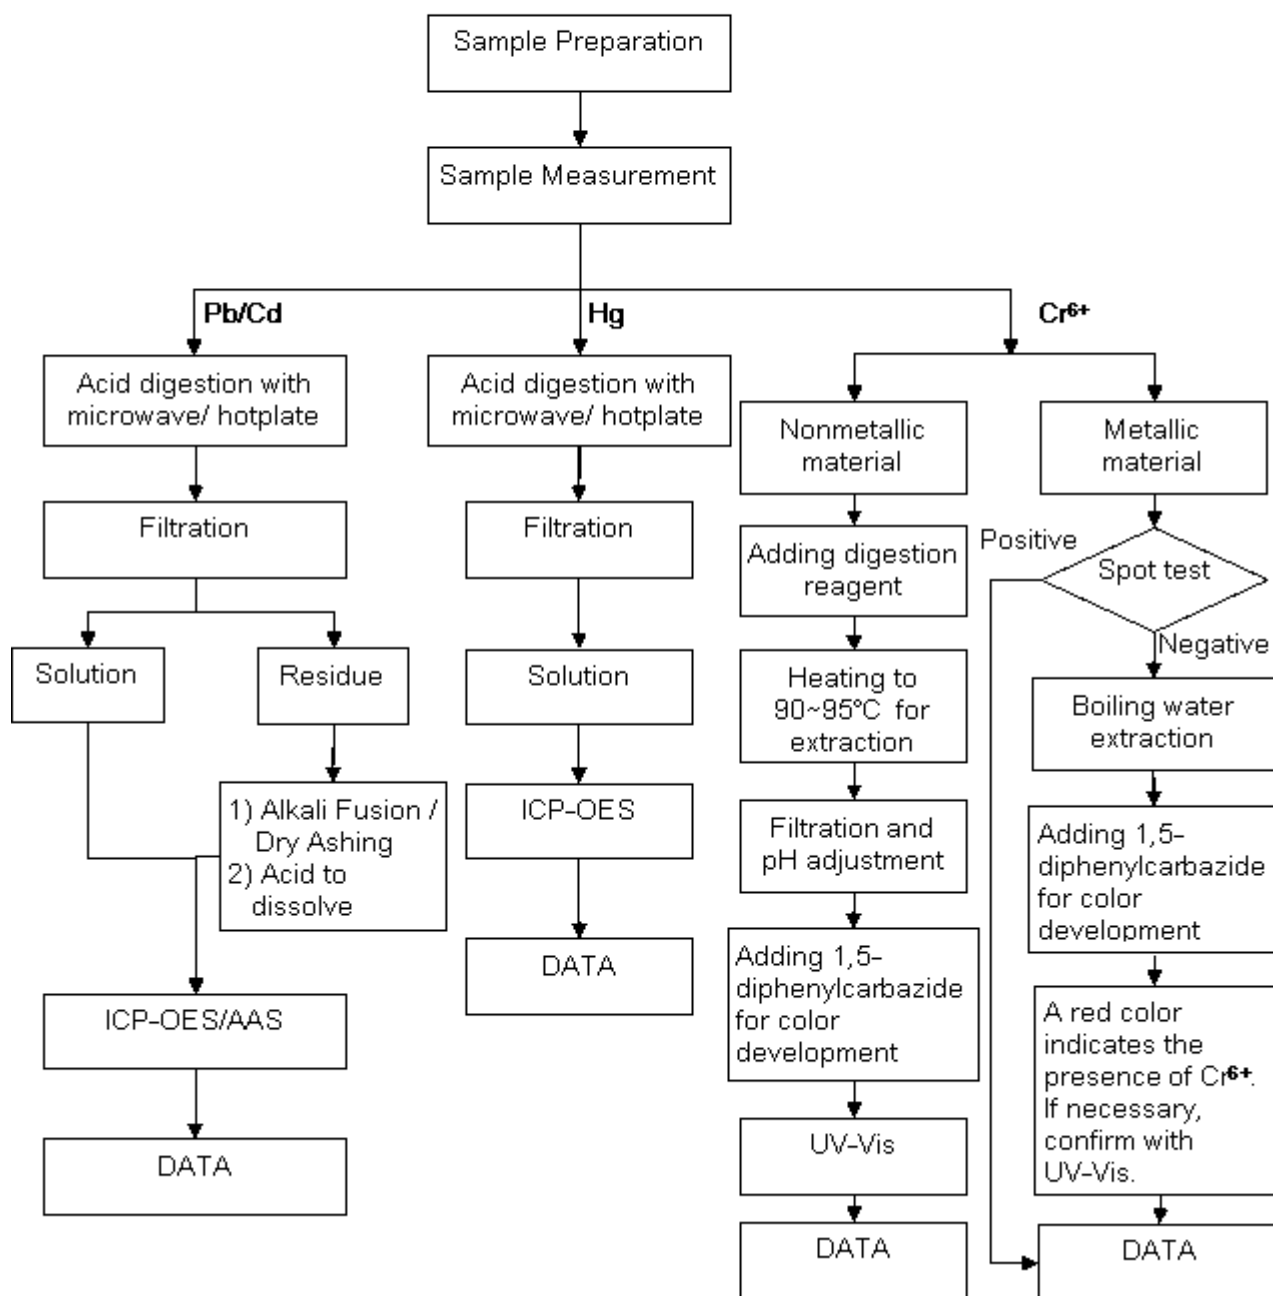 Sample Preparation
Sample Measurement
Pb/Cd
Hg
Cr⁶⁺
Acid digestion with
microwave/ hotplate
Filtration
Solution
Residue
1) Alkali Fusion /
Dry Ashing
2) Acid to
dissolve
ICP-OES/AAS
DATA
Acid digestion with
microwave/ hotplate
Filtration
Solution
ICP-OES
DATA
Nonmetallic
material
Adding digestion
reagent
Heating to
90~95°C for
extraction
Filtration and
pH adjustment
Adding 1,5-
diphenylcarbazide
for color
development
UV-Vis
DATA
Metallic
material
Positive
Spot test
Negative
Boiling water
extraction
Adding 1,5-
diphenylcarbazide
for color
development
A red color
indicates the
presence of Cr⁶⁺.
If necessary,
confirm with
UV-Vis.
DATA